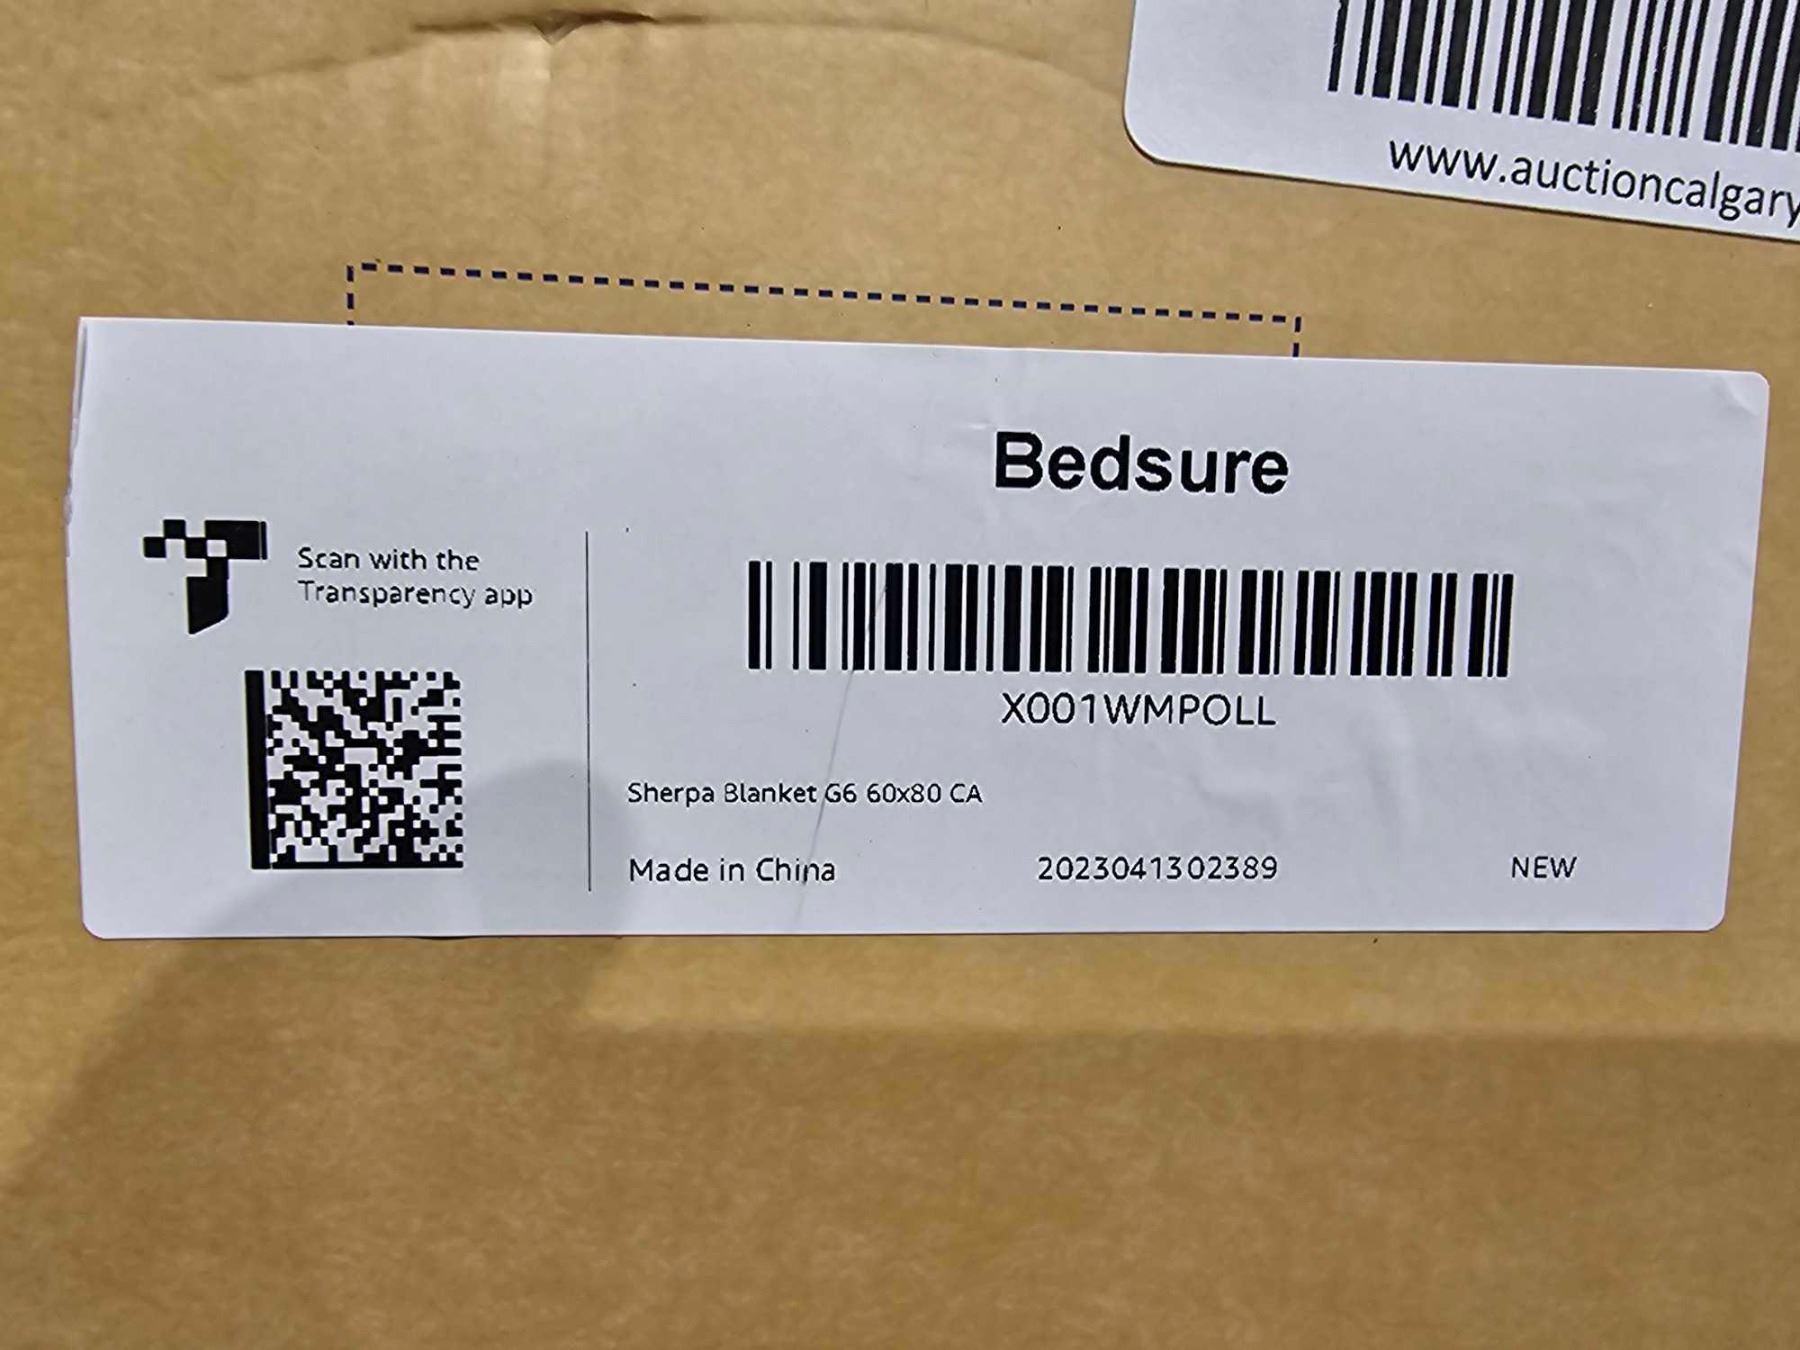 www.auctioncalgary
Bedsure
Scan with the
Transparency app
X001WMPOLL
Sherpa Blanket G6 60x80 CA
Made in China 2023041302389 NEW